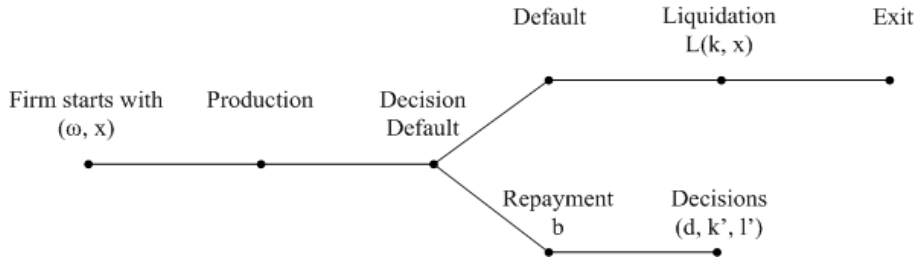 Default
Liquidation
L(k, x)
Exit
Firm starts with
(ω, x)
Production
Decision
Default
Repayment
b
Decisions
(d, k’, l’)